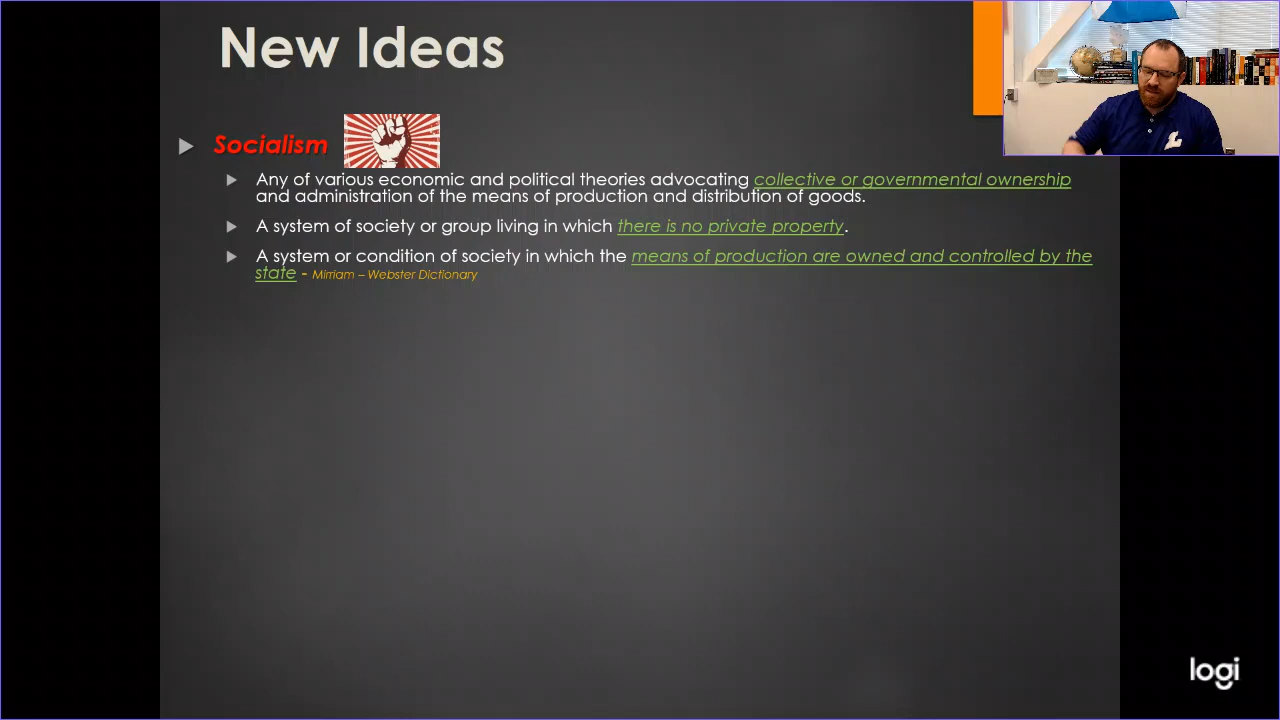 New Ideas
Socialism
Any of various economic and political theories advocating collective or governmental ownership
and administration of the means of production and distribution of goods.
A system of society or group living in which there is no private property.
A system or condition of society in which the means of production are owned and controlled by the
state - Mirriam – Webster Dictionary
logi